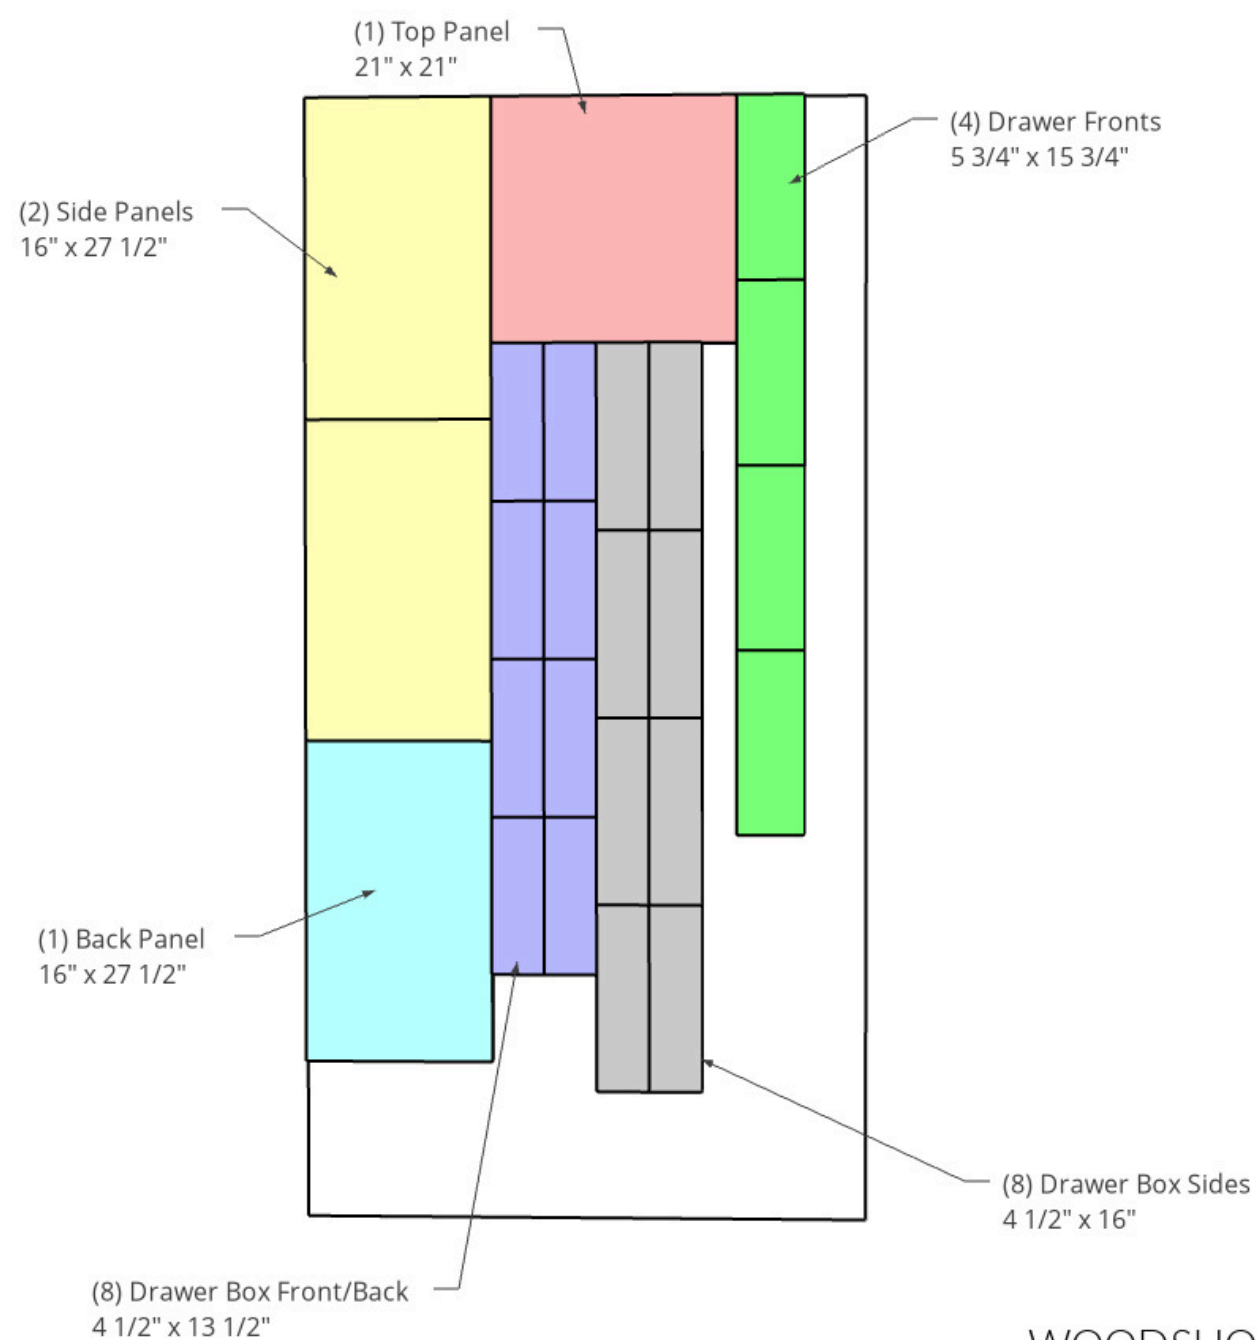 (1) Top Panel
21" x 21"
(4) Drawer Fronts
5 3/4" x 15 3/4"
(2) Side Panels
16" x 27 1/2"
(1) Back Panel
16" x 27 1/2"
(8) Drawer Box Sides
4 1/2" x 16"
(8) Drawer Box Front/Back
4 1/2" x 13 1/2"